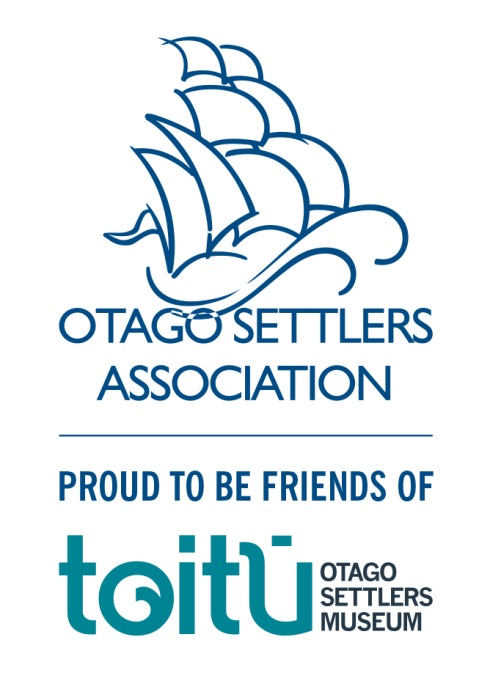 OTAGO SETTLERS
ASSOCIATION
PROUD TO BE FRIENDS OF
toitū
OTAGO
SETTLERS
MUSEUM